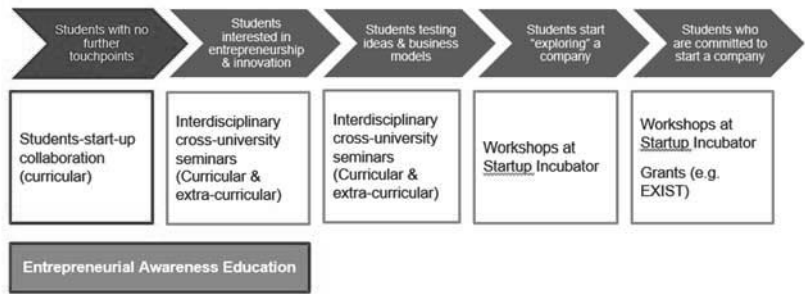 Students with no
further
touchpoints
Students
interested in
entrepreneurship
& innovation
Students testing
ideas & business
models
Students start
"exploring" a
company
Students who
are committed to
start a company
Students-start-up
collaboration
(curricular)
Interdisciplinary
cross-university
seminars
(Curricular &
extra-curricular)
Interdisciplinary
cross-university
seminars
(Curricular &
extra-curricular)
Workshops at
Startup Incubator
Workshops at
Startup Incubator
Grants (e.g.
EXIST)
Entrepreneurial Awareness Education